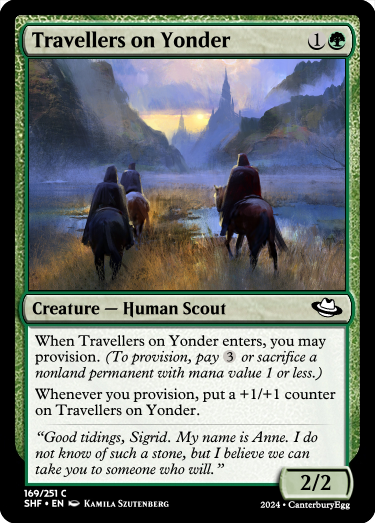 Travellers on Yonder 1
Creature — Human Scout
When Travellers on Yonder enters, you may
provision. (To provision, pay 3 or sacrifice a
nonland permanent with mana value 1 or less.)
Whenever you provision, put a +1/+1 counter
on Travellers on Yonder.
“Good tidings, Sigrid. My name is Anne. I do
not know of such a stone, but I believe we can
take you to someone who will.”
2/2
169/251 C
SHF • EN Kamila Szutenberg
2024 • CanterburyEgg